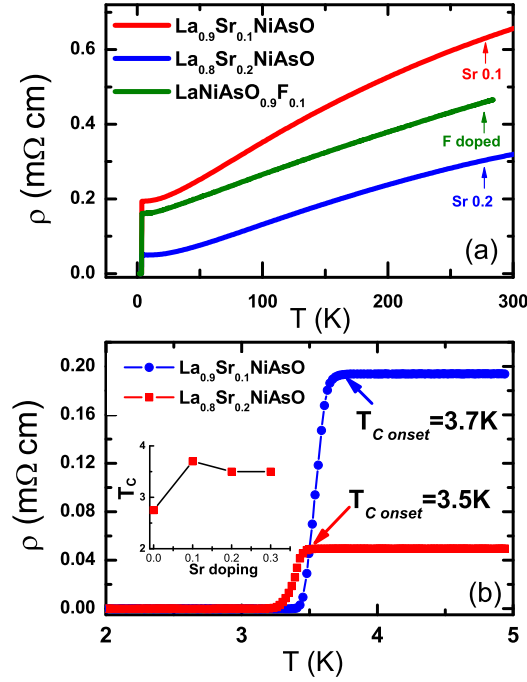 (a)
La0.9Sr0.1NiAsO
La0.8Sr0.2NiAsO
LaNiAsO0.9F0.1
Sr 0.1
F doped
Sr 0.2
0.6
0.4
0.2
0.0
ρ (mΩ cm)
0 100 200 300
T (K)
(b)
La0.9Sr0.1NiAsO
La0.8Sr0.2NiAsO
TC onset=3.7K
TC onset=3.5K
TC
4
3
2
0.0 0.1 0.2 0.3
Sr doping
0.20
0.16
0.12
0.08
0.04
0.00
ρ (mΩ cm)
2 3 4 5
T (K)